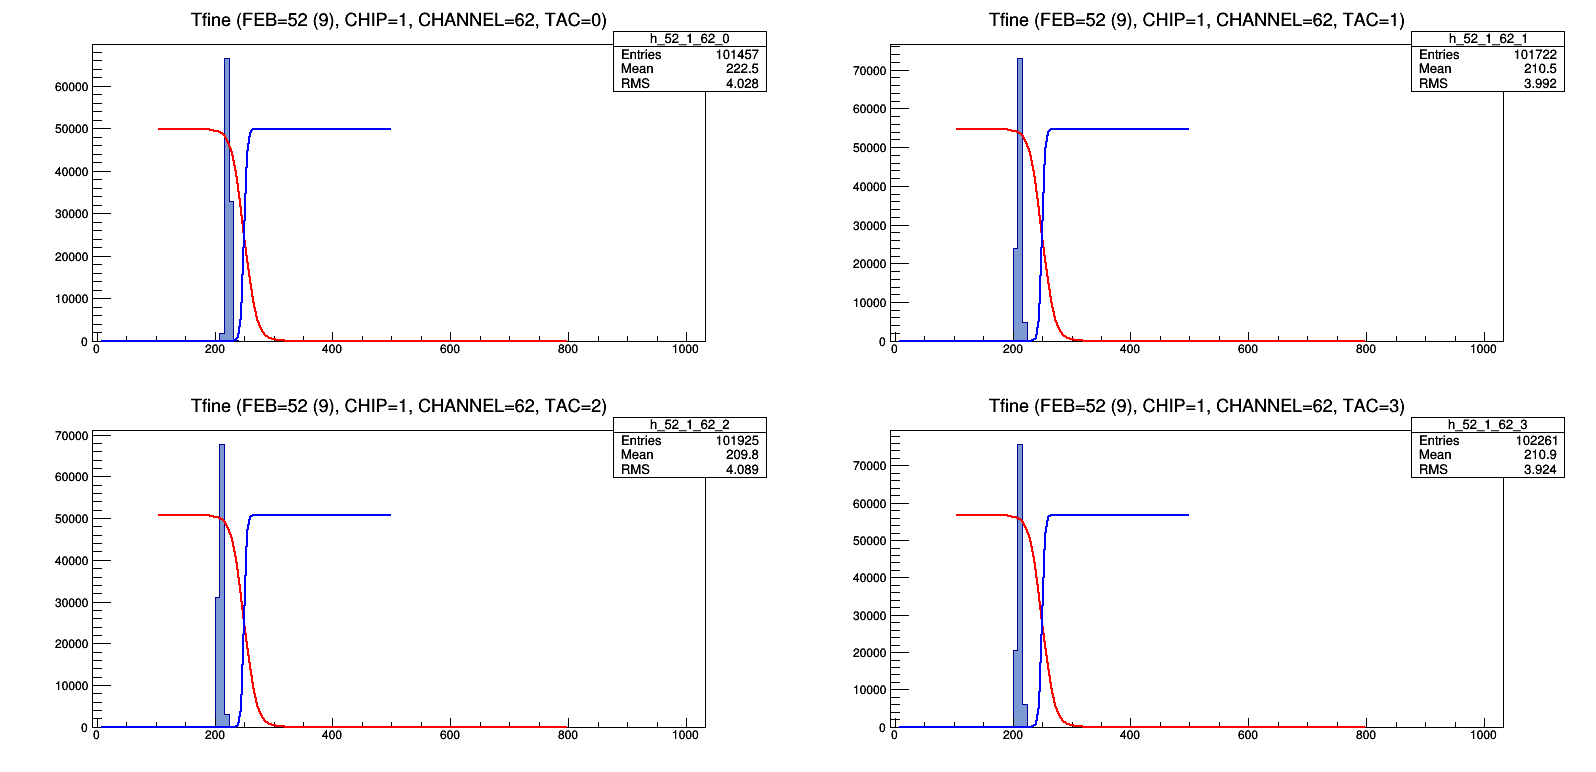 Tfine (FEB=52 (9), CHIP=1, CHANNEL=62, TAC=0)
h_52_1_62_0
Entries 101457
Mean 222.5
RMS 4.028
60000
50000
40000
30000
20000
10000
0
0 200 400 600 800 1000
Tfine (FEB=52 (9), CHIP=1, CHANNEL=62, TAC=1)
h_52_1_62_1
Entries 101722
Mean 210.5
RMS 3.992
70000
60000
50000
40000
30000
20000
10000
0
0 200 400 600 800 1000
Tfine (FEB=52 (9), CHIP=1, CHANNEL=62, TAC=2)
h_52_1_62_2
Entries 101925
Mean 209.8
RMS 4.089
70000
60000
50000
40000
30000
20000
10000
0
0 200 400 600 800 1000
Tfine (FEB=52 (9), CHIP=1, CHANNEL=62, TAC=3)
h_52_1_62_3
Entries 102261
Mean 210.9
RMS 3.924
70000
60000
50000
40000
30000
20000
10000
0
0 200 400 600 800 1000